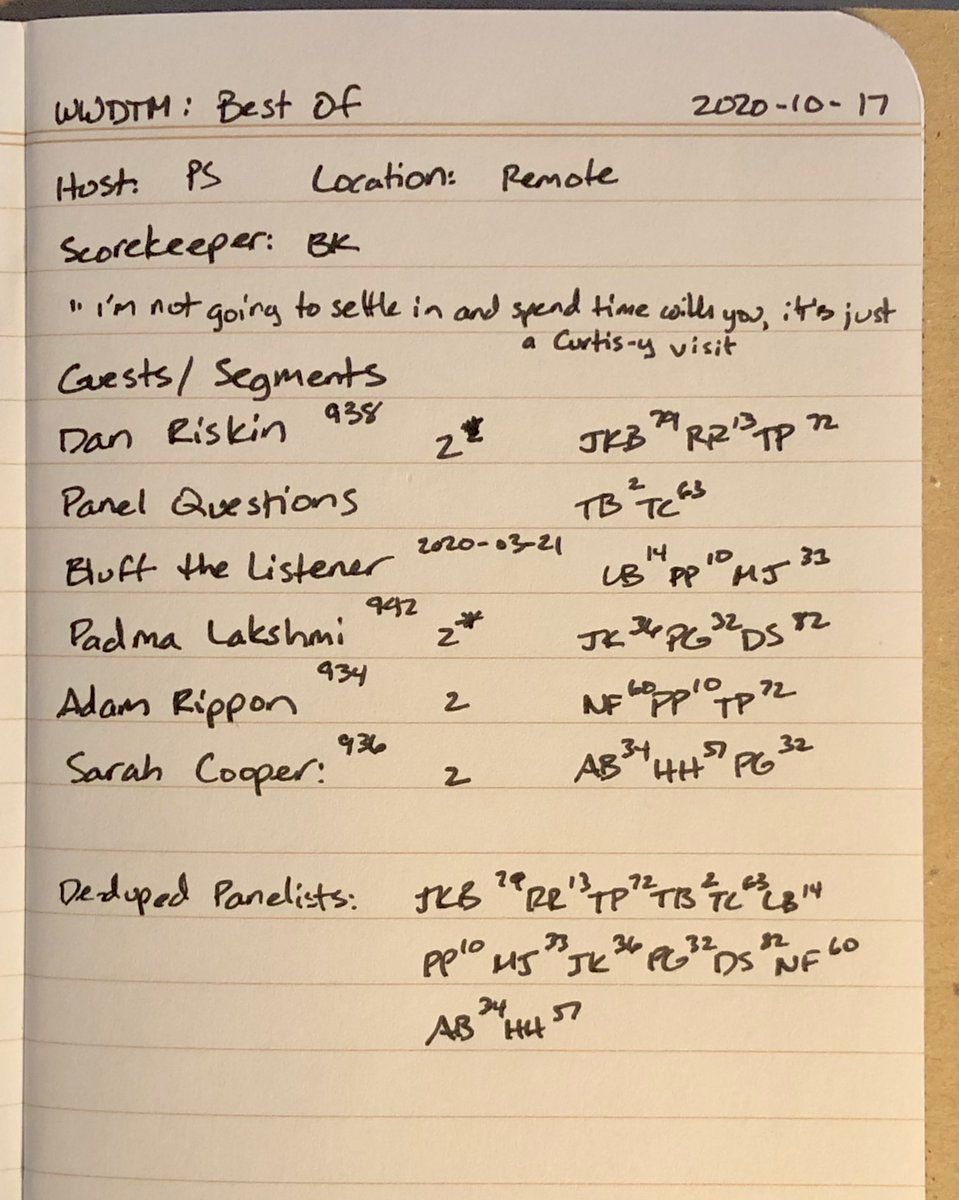 WWDTM: Best Of 2020-10-17
Host: PS Location: Remote
Scorekeeper: BK
"I'm not going to settle in and spend time with you, it's just
a Curtis-y visit
Guests/Segments
Dan Riskin 938 2* JKB 79 RR 13 TP 72
Panel Questions TB 2 TC 63
Bluff the Listener 2020-03-21 LB 14 PP 10 MJ 33
Padma Lakshmi 942 2* JK 36 PG 32 DS 82
Adam Rippon 934 2 NF 60 PP 10 TP 72
Sarah Cooper: 936 2 AB 34 HH 57 PG 32
De-duped Panelists: JKB 79 RR 13 TP 72 TB 2 TC 63 LB 14
PP 10 MJ 33 JK 36 PG 32 DS 82 NF 60
AB 34 HH 57